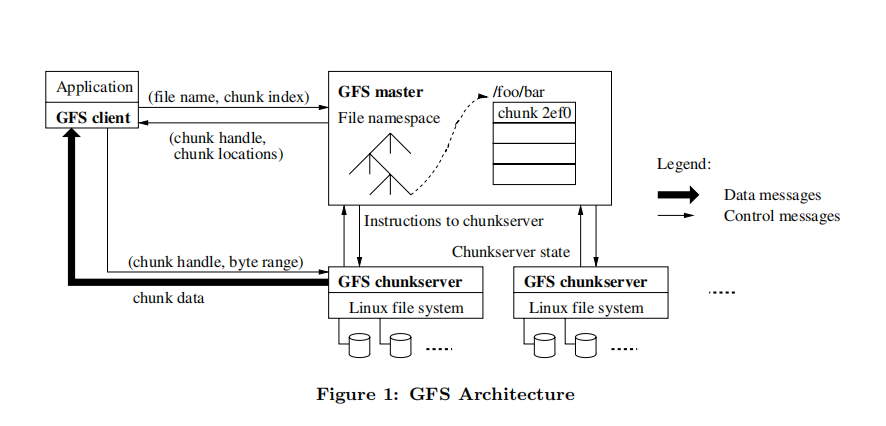 Application
GFS client
(file name, chunk index)
(chunk handle,
chunk locations)
GFS master
File namespace
/foo/bar
chunk 2ef0
Legend:
Data messages
Control messages
Instructions to chunkserver
Chunkserver state
(chunk handle, byte range)
chunk data
GFS chunkserver
Linux file system
GFS chunkserver
Linux file system
Figure 1: GFS Architecture